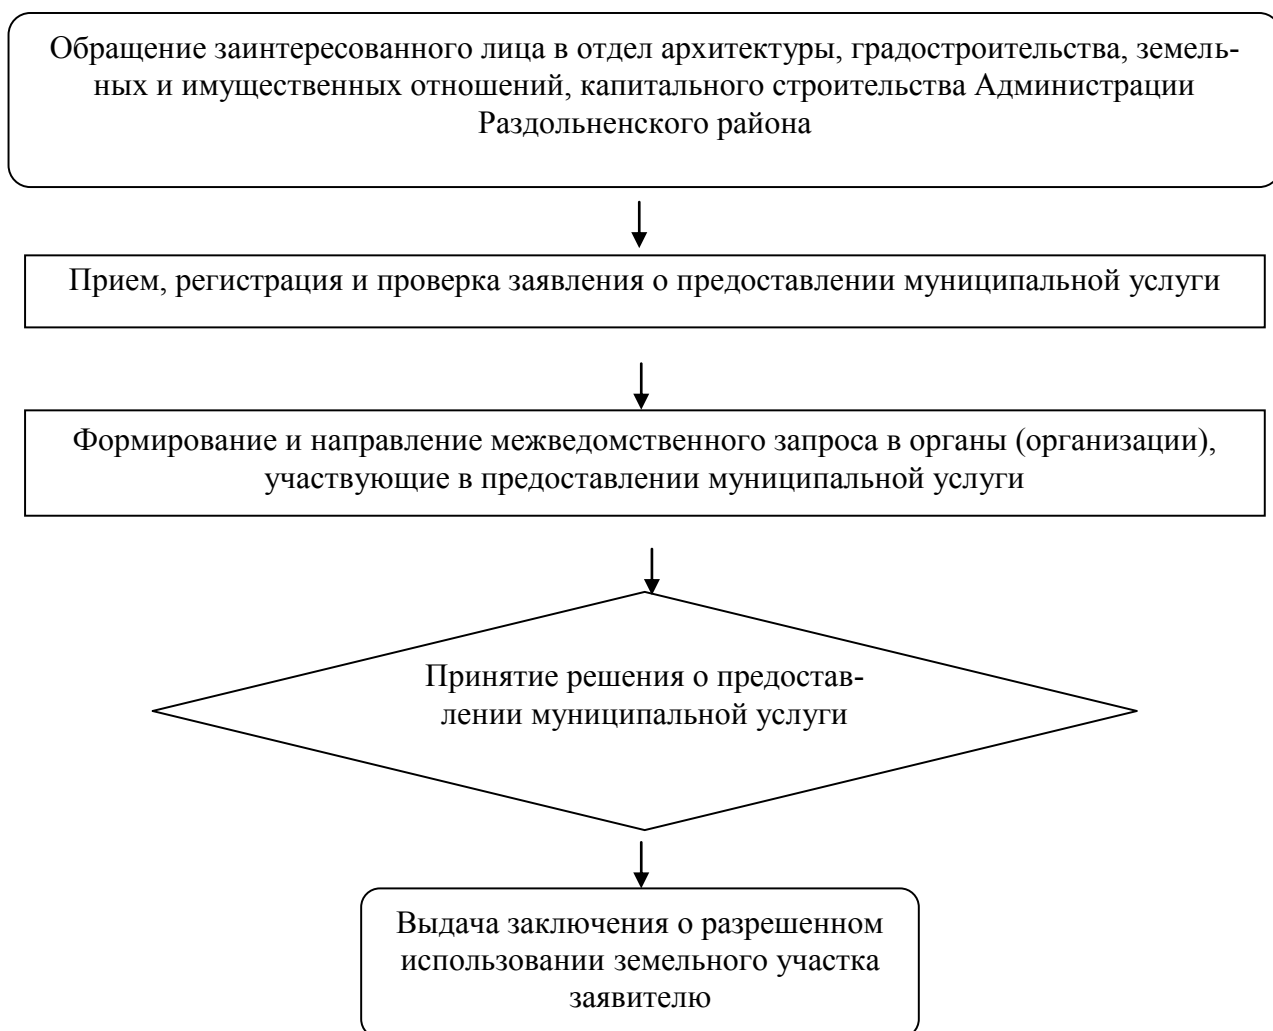 Обращение заинтересованного лица в отдел архитектуры, градостроительства, земель-
ных и имущественных отношений, капитального строительства Администрации
Раздольненского района
Прием, регистрация и проверка заявления о предоставлении муниципальной услуги
Формирование и направление межведомственного запроса в органы (организации),
участвующие в предоставлении муниципальной услуги
Принятие решения о предостав-
лении муниципальной услуги
Выдача заключения о разрешенном
использовании земельного участка
заявителю